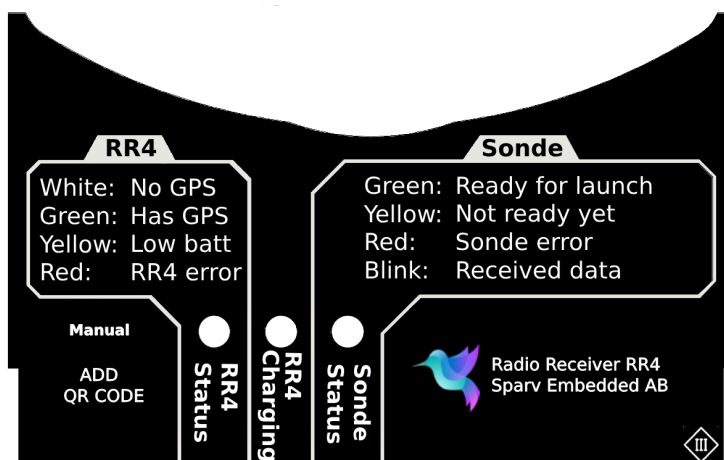 RR4
White: No GPS
Green: Has GPS
Yellow: Low batt
Red: RR4 error
Sonde
Green: Ready for launch
Yellow: Not ready yet
Red: Sonde error
Blink: Received data
Manual
ADD
QR CODE
RR4
Status
RR4
Charging
Sonde
Status
Radio Receiver RR4
Sparv Embedded AB
III